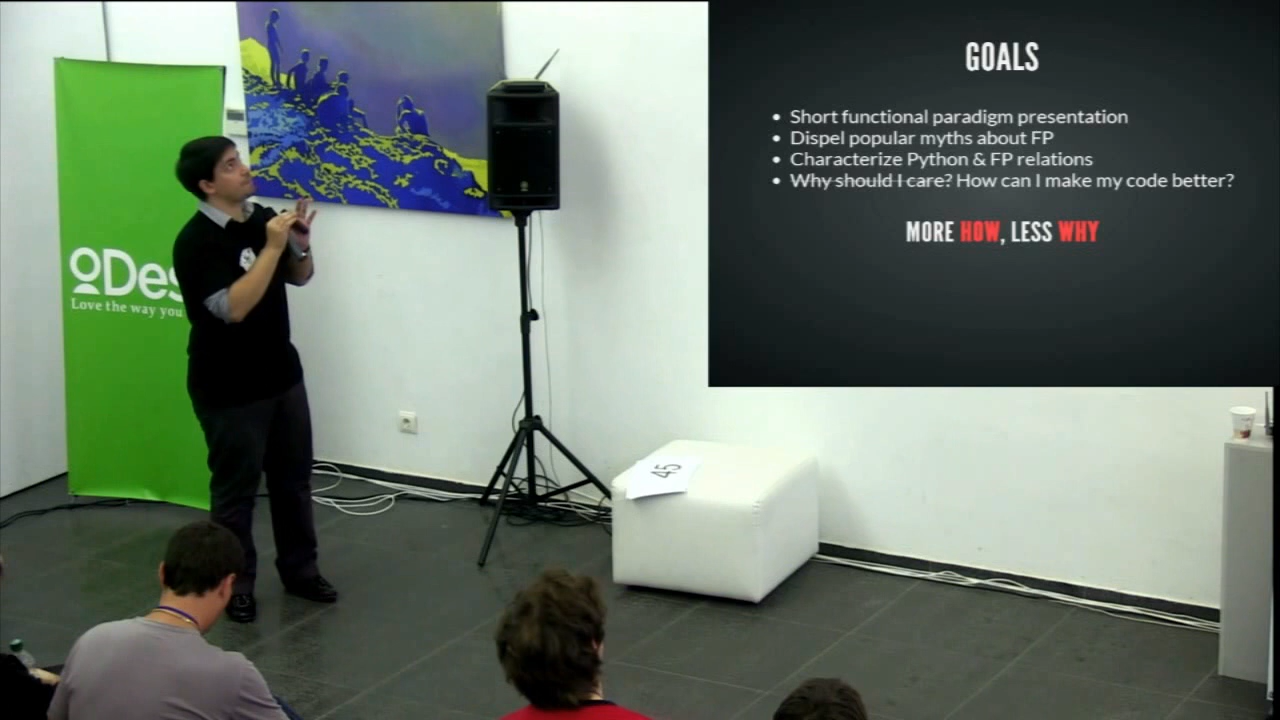 GOALS
• Short functional paradigm presentation
• Dispel popular myths about FP
• Characterize Python & FP relations
• Why should I care? How can I make my code better?
MORE HOW, LESS WHY
oDes
Love the way you
45